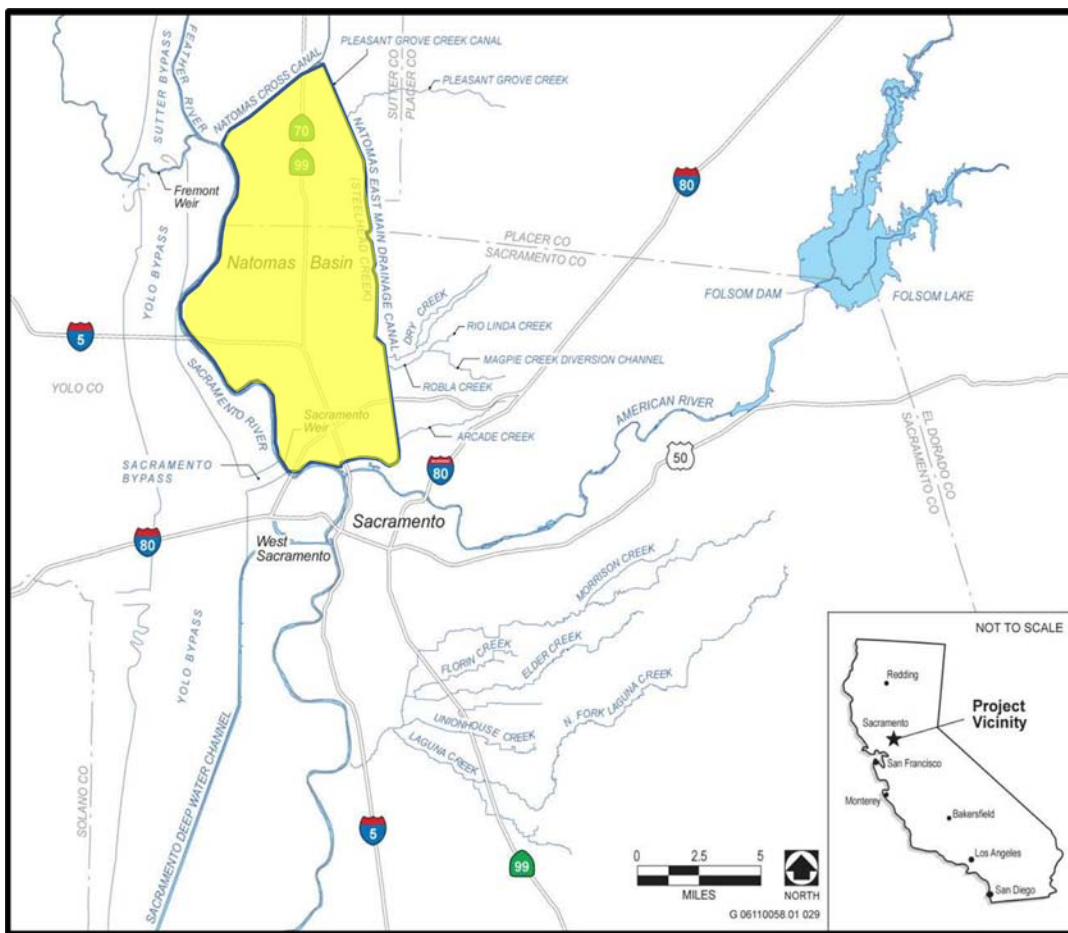 PLEASANT GROVE CREEK CANAL
SUTTER BYPASS
FEATHER RIVER
NATOMAS CROSS CANAL
SUTTER CO
PLACER CO
PLEASANT GROVE CREEK
70
99
Fremont
Weir
NATOMAS EAST MAIN DRAINAGE CANAL
(STEELHEAD CREEK)
80
YOLO BYPASS
PLACER CO
SACRAMENTO CO
Natomas Basin
FOLSOM DAM
FOLSOM LAKE
5
DRY CREEK
RIO LINDA CREEK
MAGPIE CREEK DIVERSION CHANNEL
YOLO CO
ROBLA CREEK
SACRAMENTO RIVER
Sacramento
Weir
AMERICAN RIVER
ARCADE CREEK
EL DORADO CO
SACRAMENTO CO
SACRAMENTO
BYPASS
80
50
Sacramento
80
West
Sacramento
MORRISON CREEK
YOLO BYPASS
FLORIN CREEK
ELDER CREEK
N. FORK LAGUNA CREEK
UNIONHOUSE CREEK
LAGUNA CREEK
SACRAMENTO DEEP WATER CHANNEL
SOLANO CO
5
99
0 2.5 5
MILES
NORTH
G 06110058.01 029
NOT TO SCALE
Redding
Project
Vicinity
Sacramento
San Francisco
Monterey
Bakersfield
Los Angeles
San Diego